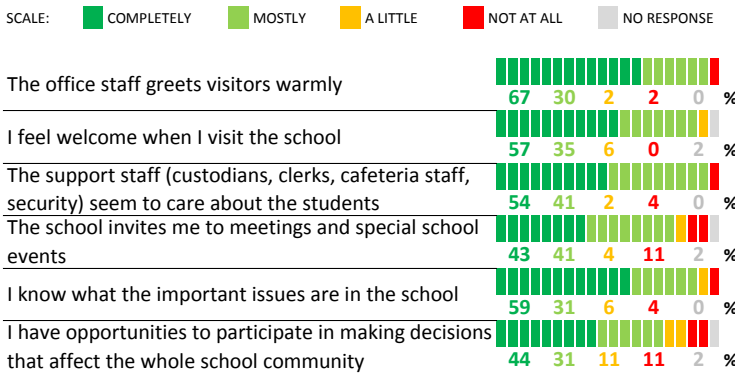 SCALE: COMPLETELY MOSTLY A LITTLE NOT AT ALL NO RESPONSE
The office staff greets visitors warmly
67 30 2 2 0 %
I feel welcome when I visit the school
57 35 6 0 2 %
The support staff (custodians, clerks, cafeteria staff,
security) seem to care about the students
54 41 2 4 0 %
The school invites me to meetings and special school
events
43 41 4 11 2 %
I know what the important issues are in the school
59 31 6 4 0 %
I have opportunities to participate in making decisions
that affect the whole school community
44 31 11 11 2 %